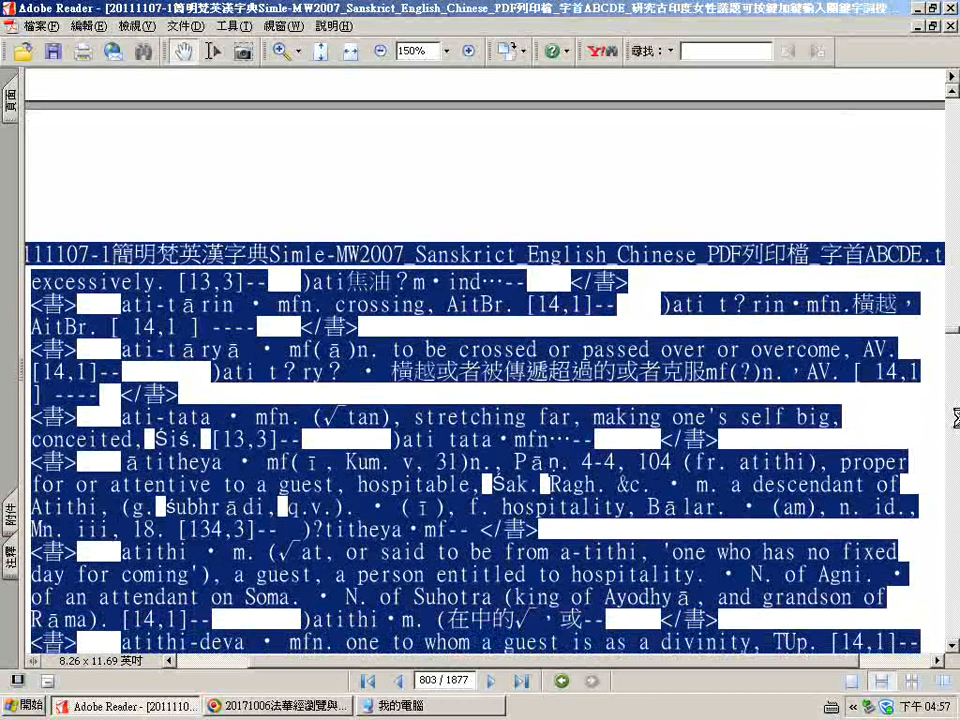 Adobe Reader - [20111107-1簡明梵英漢字典Simle-MW2007_Sanskrict_English_Chinese_PDF列印檔_字首ABCDE_研究古印度女性議題可按鍵加鍵輸入關鍵字詞搜...
檔案(F) 編輯(E) 檢視(V) 文件(D) 工具(T) 視窗(W) 說明(H)
150% Y! 尋找：
頁面
111107-1簡明梵英漢字典Simle-MW2007_Sanskrict_English_Chinese_PDF列印檔_字首ABCDE.t
excessively. [13,3]-- )ati焦油？m‧ind…-- </書>
<書> ati-tārin ‧ mfn. crossing, AitBr. [14,1]-- )ati t？rin‧mfn.橫越，
AitBr. [ 14,1 ] ---- </書>
<書> ati-tāryā ‧ mf(ā)n. to be crossed or passed over or overcome, AV.
[14,1]-- )ati t？ry？ ‧ 橫越或者被傳遞超過的或者克服mf(?)n.，AV. [ 14,1
] ---- </書>
<書> ati-tata ‧ mfn. (√tan), stretching far, making one's self big,
conceited, Śiś. [13,3]-- )ati tata‧mfn…-- </書>
<書> ātitheya ‧ mf(ī, Kum. v, 31)n., Pāṇ. 4-4, 104 (fr. atithi), proper
for or attentive to a guest, hospitable, Śak. Ragh. &c. ‧ m. a descendant of
Atithi, (g. śubhrādi, q.v.). ‧ (ī), f. hospitality, Bālar. ‧ (am), n. id.,
Mn. iii, 18. [134,3]-- )?titheya‧mf-- </書>
<書> atithi ‧ m. (√at, or said to be from a-tithi, 'one who has no fixed
day for coming'), a guest, a person entitled to hospitality. ‧ N. of Agni. ‧
of an attendant on Soma. ‧ N. of Suhotra (king of Ayodhyā, and grandson of
Rāma). [14,1]-- )atithi‧m. (在中的√，或-- </書>
<書> atithi-deva ‧ mfn. one to whom a guest is as a divinity, TUp. [14,1]--
附件
注釋
8.26 x 11.69 英吋
803 / 1877
開始 Adobe Reader - [2011110... 20171006法華經瀏覽與... 我的電腦 下午 04:57